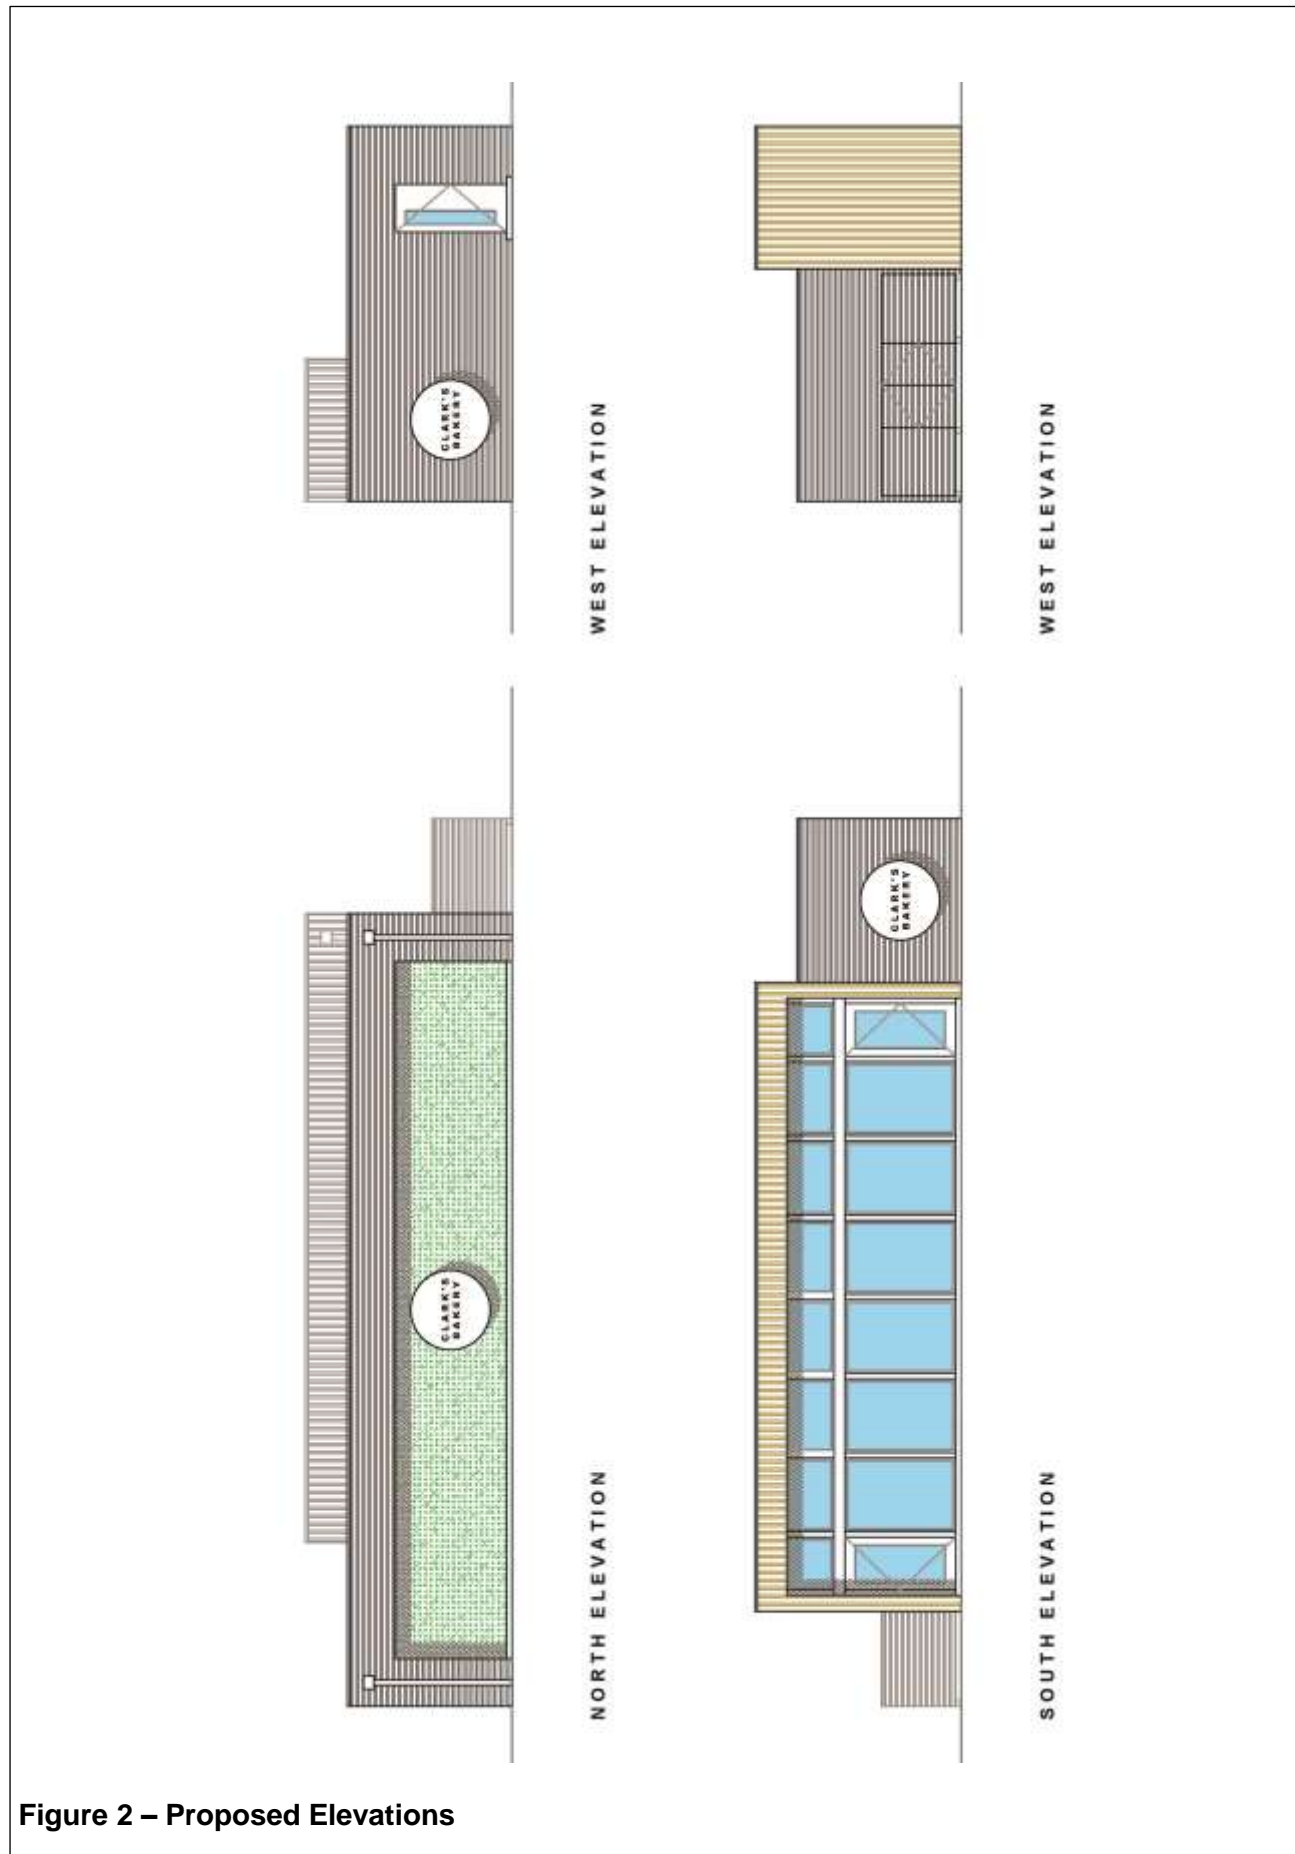 CLARK'S
BAKERY
WEST ELEVATION
WEST ELEVATION
CLARK'S
BAKERY
CLARK'S
BAKERY
NORTH ELEVATION
SOUTH ELEVATION
Figure 2 – Proposed Elevations